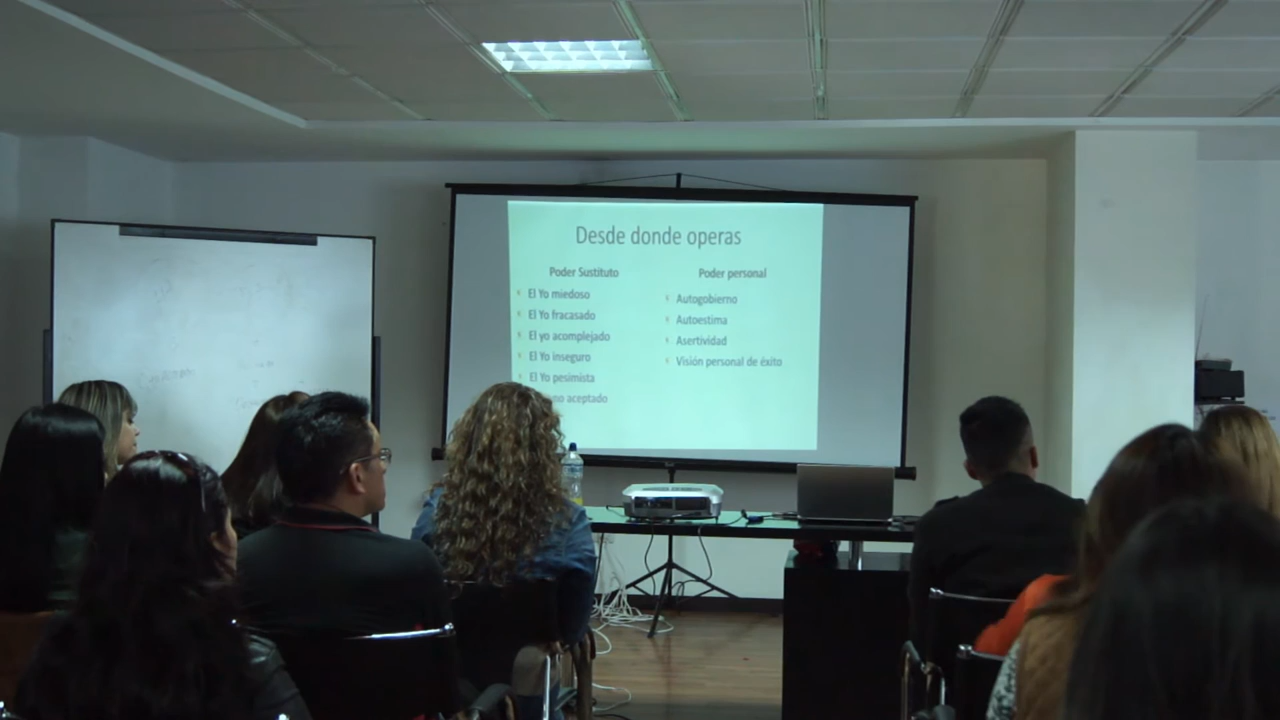 Desde donde operas
Poder Sustituto
El Yo miedoso
El Yo fracasado
El yo acomplejado
El Yo inseguro
El Yo pesimista
no aceptado
Poder personal
Autogobierno
Autoestima
Asertividad
Visión personal de éxito